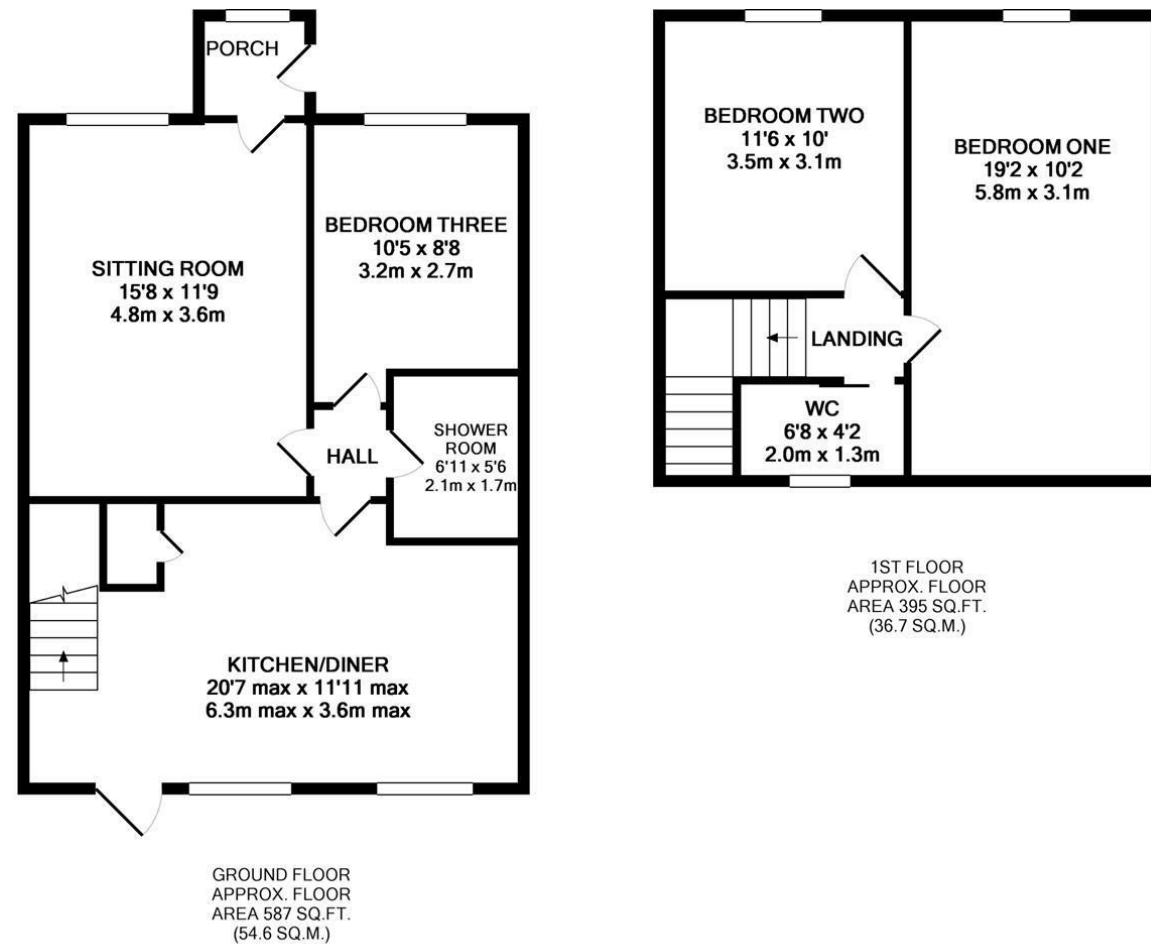 PORCH
SITTING ROOM
15'8 x 11'9
4.8m x 3.6m
BEDROOM THREE
10'5 x 8'8
3.2m x 2.7m
HALL
SHOWER
ROOM
6'11 x 5'6
2.1m x 1.7m
KITCHEN/DINER
20'7 max x 11'11 max
6.3m max x 3.6m max
GROUND FLOOR
APPROX. FLOOR
AREA 587 SQ.FT.
(54.6 SQ.M.)
BEDROOM TWO
11'6 x 10'
3.5m x 3.1m
BEDROOM ONE
19'2 x 10'2
5.8m x 3.1m
LANDING
WC
6'8 x 4'2
2.0m x 1.3m
1ST FLOOR
APPROX. FLOOR
AREA 395 SQ.FT.
(36.7 SQ.M.)